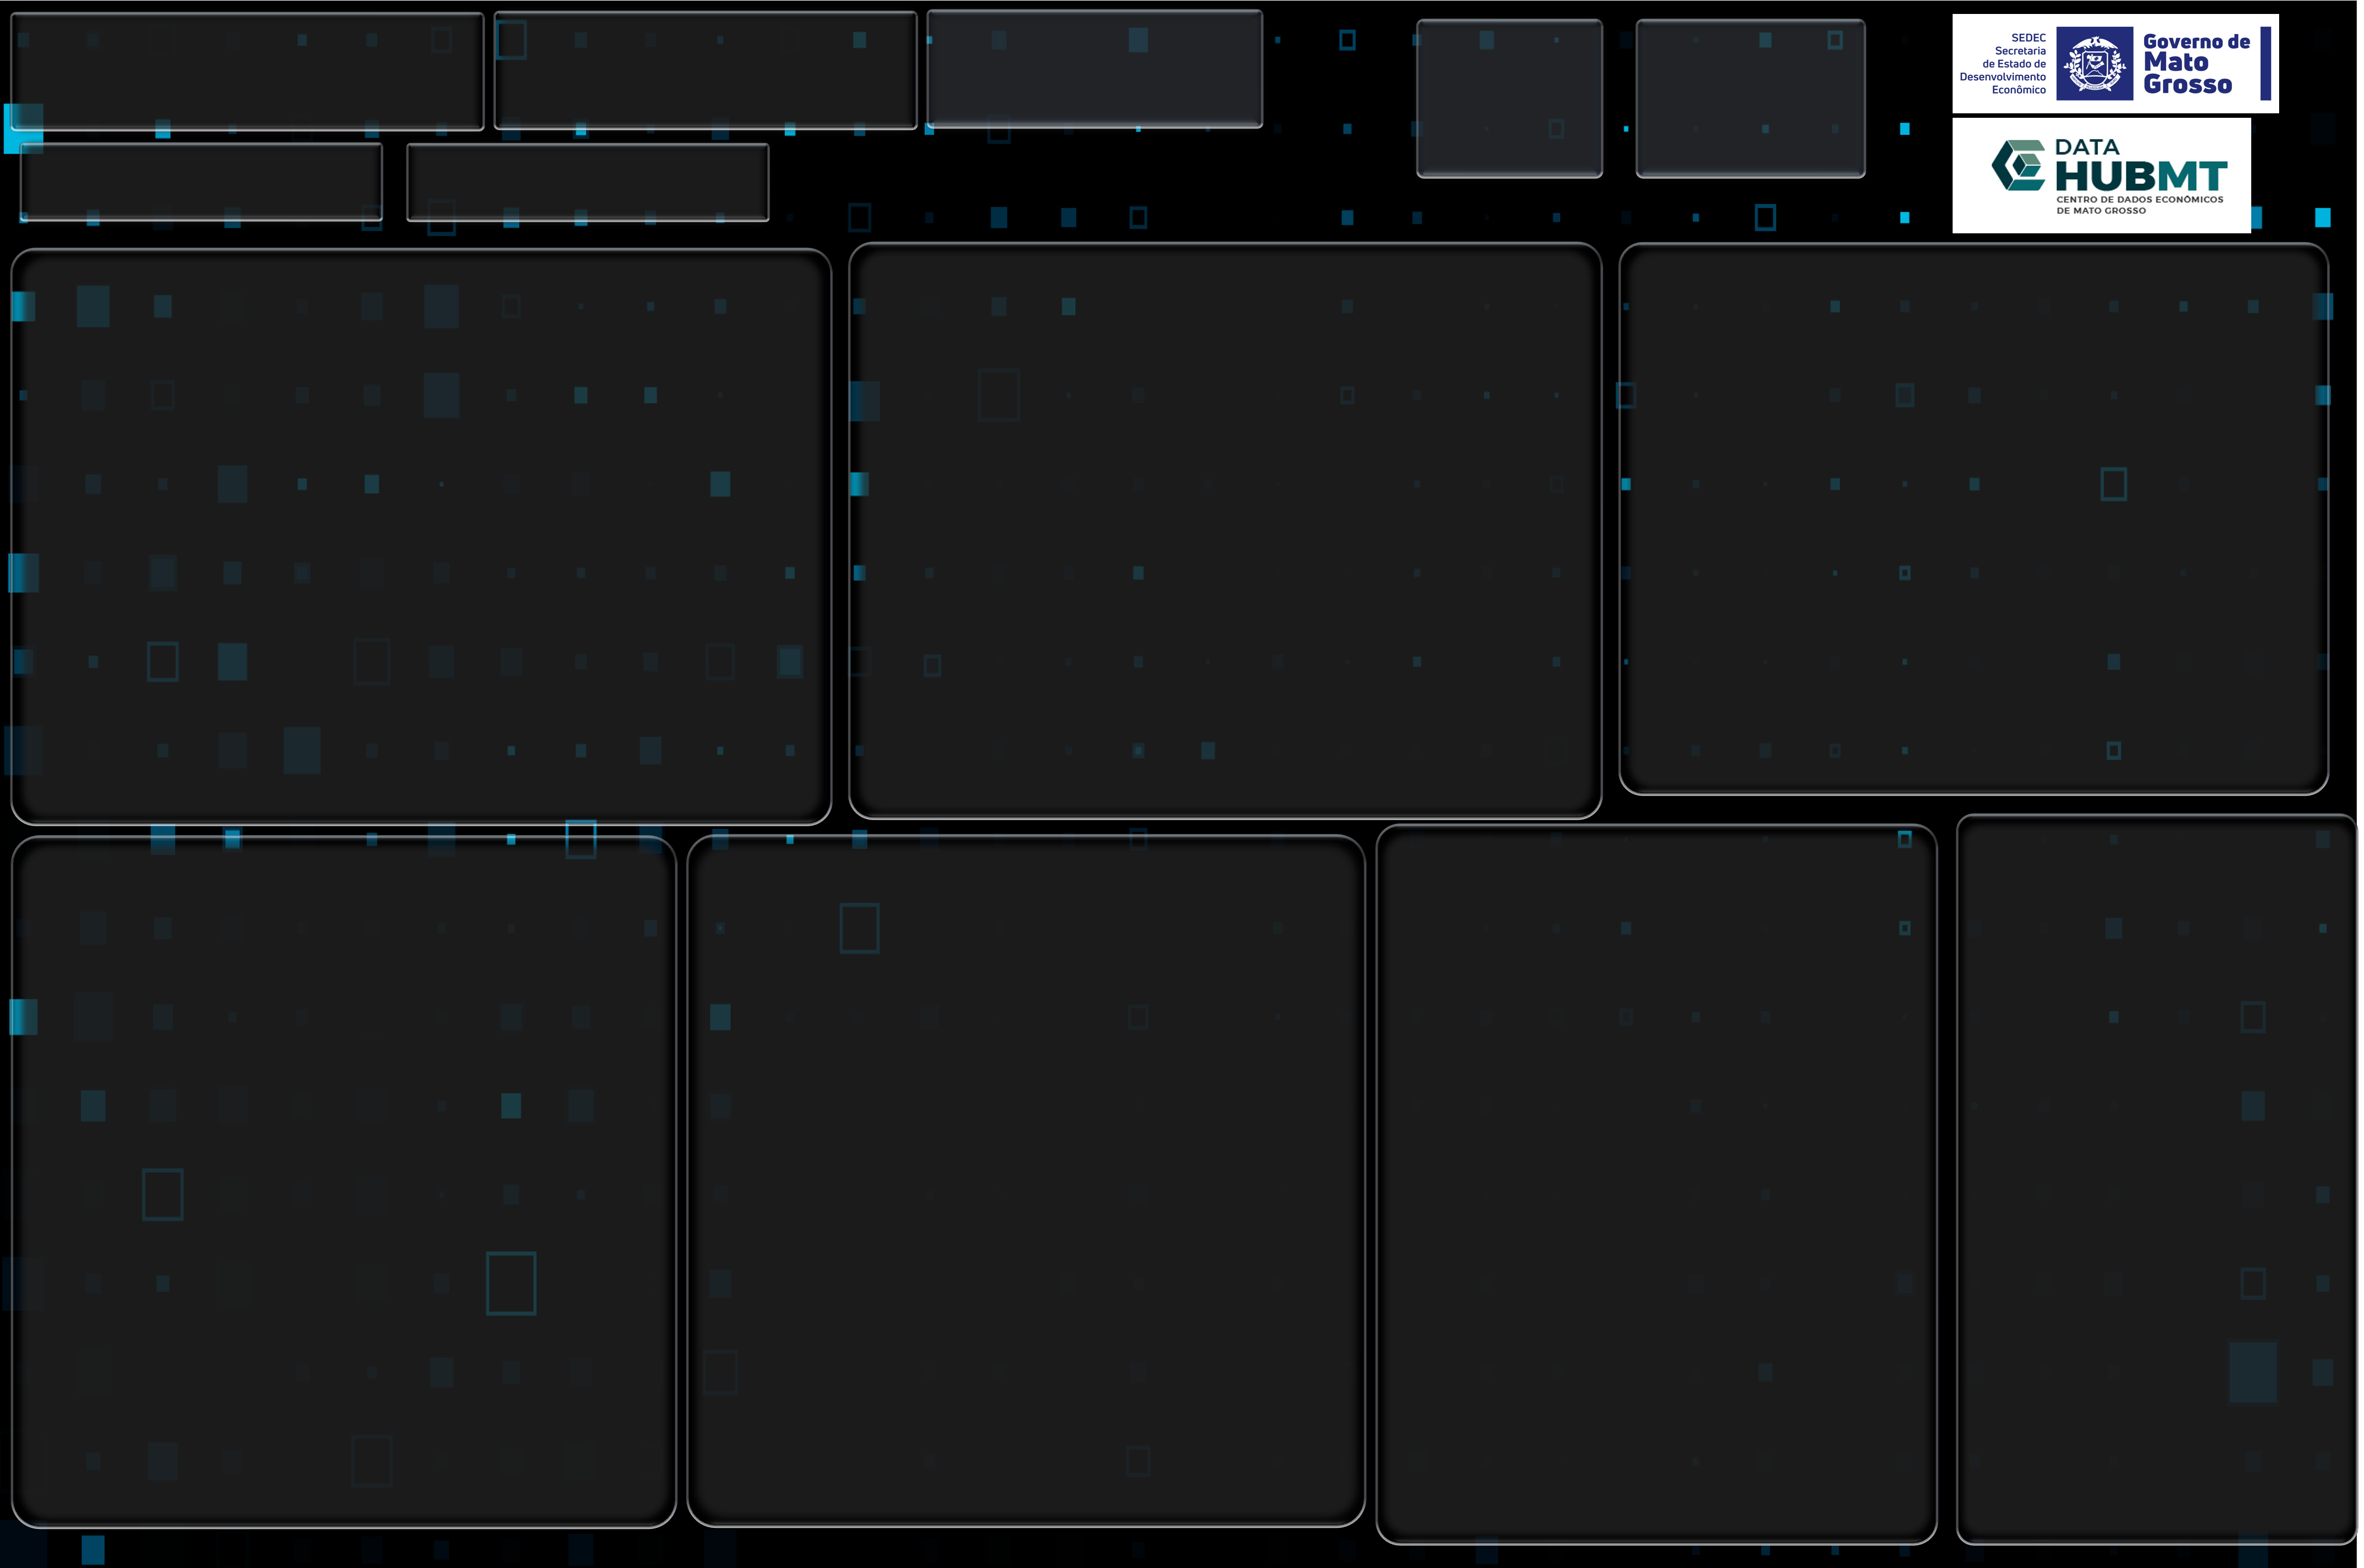 SEDEC
Secretaria
de Estado de
Desenvolvimento
Econômico
Governo de
Mato
Grosso
DATA
HUBMT
CENTRO DE DADOS ECONÔMICOS
DE MATO GROSSO